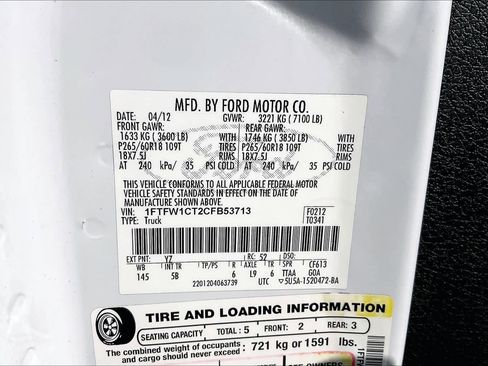 MFD. BY FORD MOTOR CO.
DATE: 04/12 GVWR: 3221 KG ( 7100 LB)
FRONT GAWR: REAR GAWR:
1633 KG ( 3600 LB) 1746 KG ( 3850 LB) WITH
P265/60R18 109T WITH P265/60R18 109T TIRES
18X7.5J RIMS 18X7.5J RIMS
AT 240 kPa/ 35 PSI COLD AT 240 kPa/ 35 PSI COLD
THIS VEHICLE CONFORMS TO ALL APPLICABLE FEDERAL MOTOR
VEHICLE SAFETY STANDARDS IN EFFECT ON THE DATE OF
MANUFACTURE SHOWN ABOVE.
VIN: 1FTFW1CT2CFB53713 F0212
TYPE: Truck T0341
EXT PNT: YZ RC: 52 DSO:
WB INT TR TP/PS R AXLE TR SPR CF613
145 5B 6 L9 6 TTAA GOA
2201204063739 UTC ▽5U5A-1520472-BA
TIRE AND LOADING INFORMATION
SEATING CAPACITY TOTAL: 5 FRONT: 2 REAR: 3
The combined weight of occupants and cargo should never exceed 721 kg or 1591 lbs.